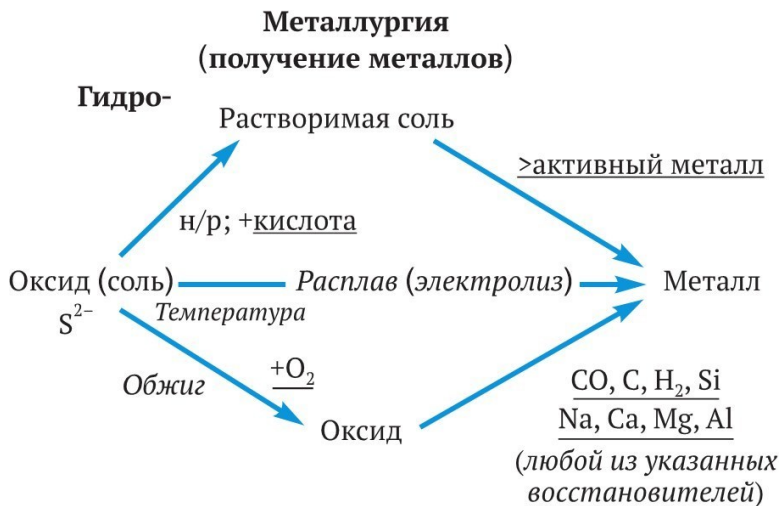 Металлургия
(получение металлов)
Гидро-
Растворимая соль
>активный металл
н/р; +кислота
Оксид (соль)
Расплав (электролиз)
Металл
S²⁻
Температура
Обжиг
+O₂
Оксид
CO, C, H₂, Si
Na, Ca, Mg, Al
(любой из указанных
восстановителей)